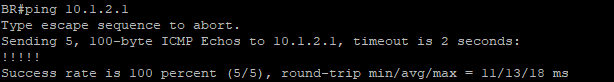 BR#ping 10.1.2.1
Type escape sequence to abort.
Sending 5, 100-byte ICMP Echos to 10.1.2.1, timeout is 2 seconds:
!!!!!
Success rate is 100 percent (5/5), round-trip min/avg/max = 11/13/18 ms